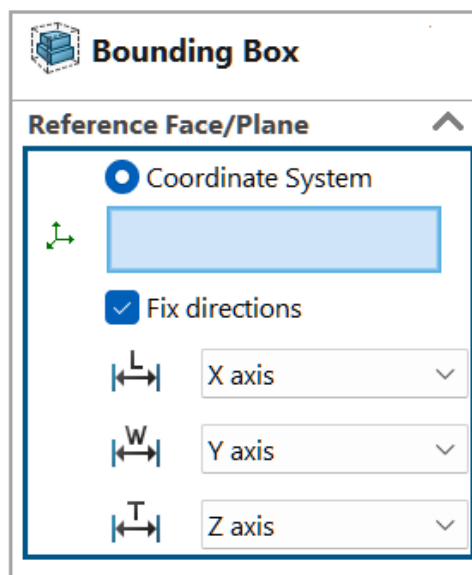 Bounding Box
Reference Face/Plane
Coordinate System
Fix directions
L X axis
W Y axis
T Z axis